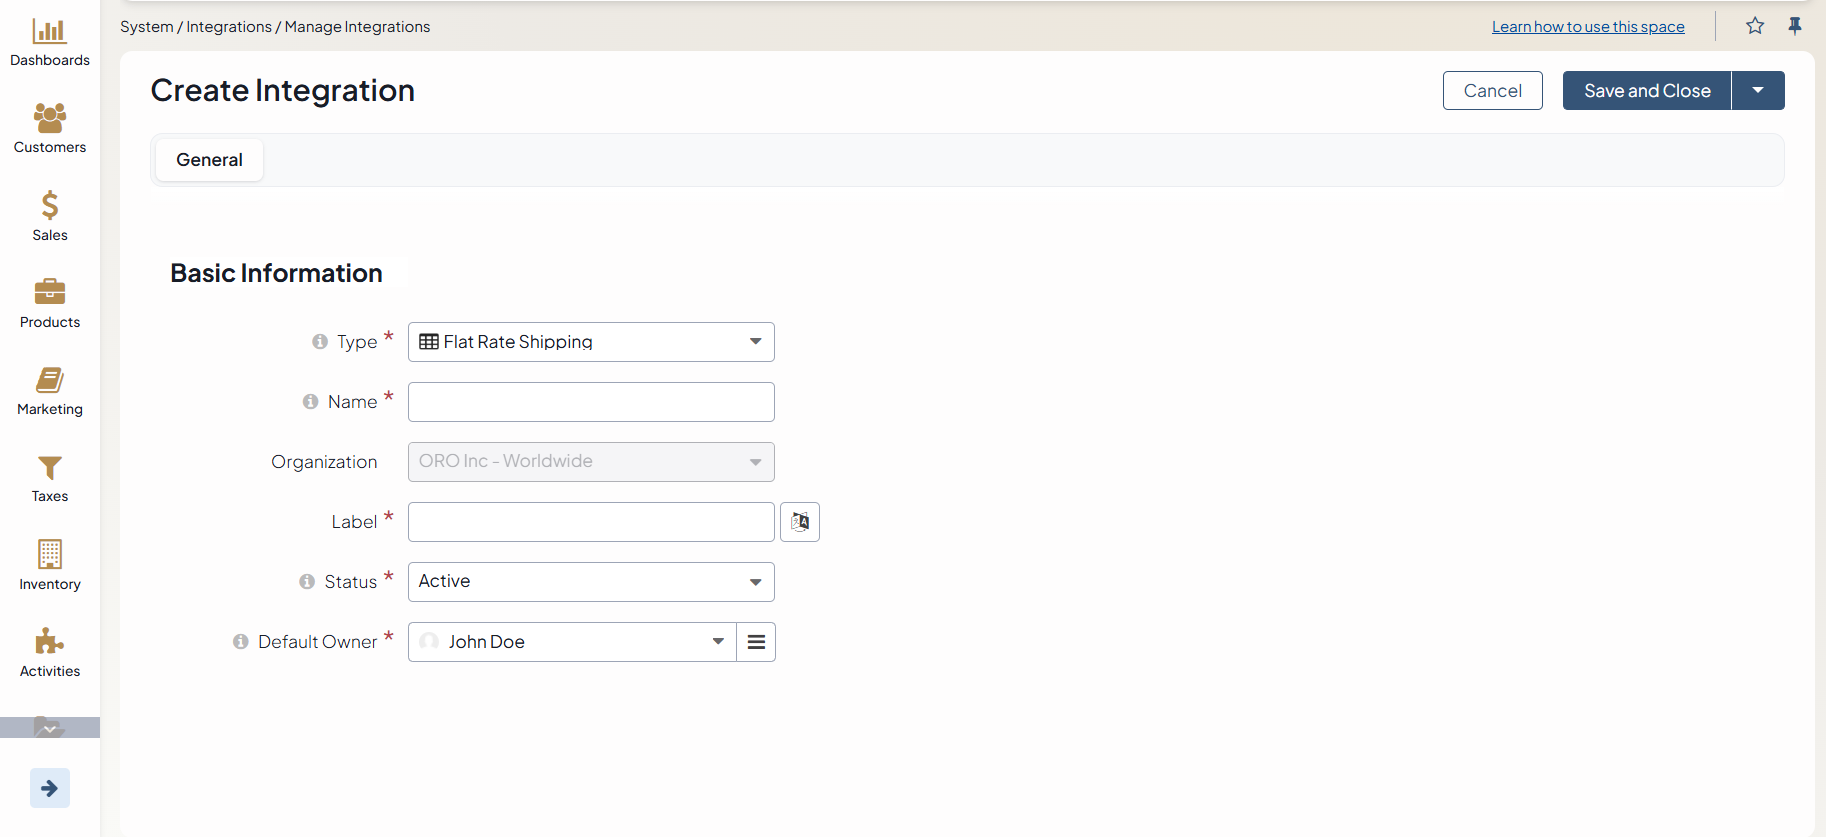 Dashboards
Customers
Sales
Products
Marketing
Taxes
Inventory
Activities
System / Integrations / Manage Integrations
Learn how to use this space
Create Integration
Cancel
Save and Close
General
Basic Information
Type *
Flat Rate Shipping
Name *
Organization
ORO Inc - Worldwide
Label *
Status *
Active
Default Owner *
John Doe